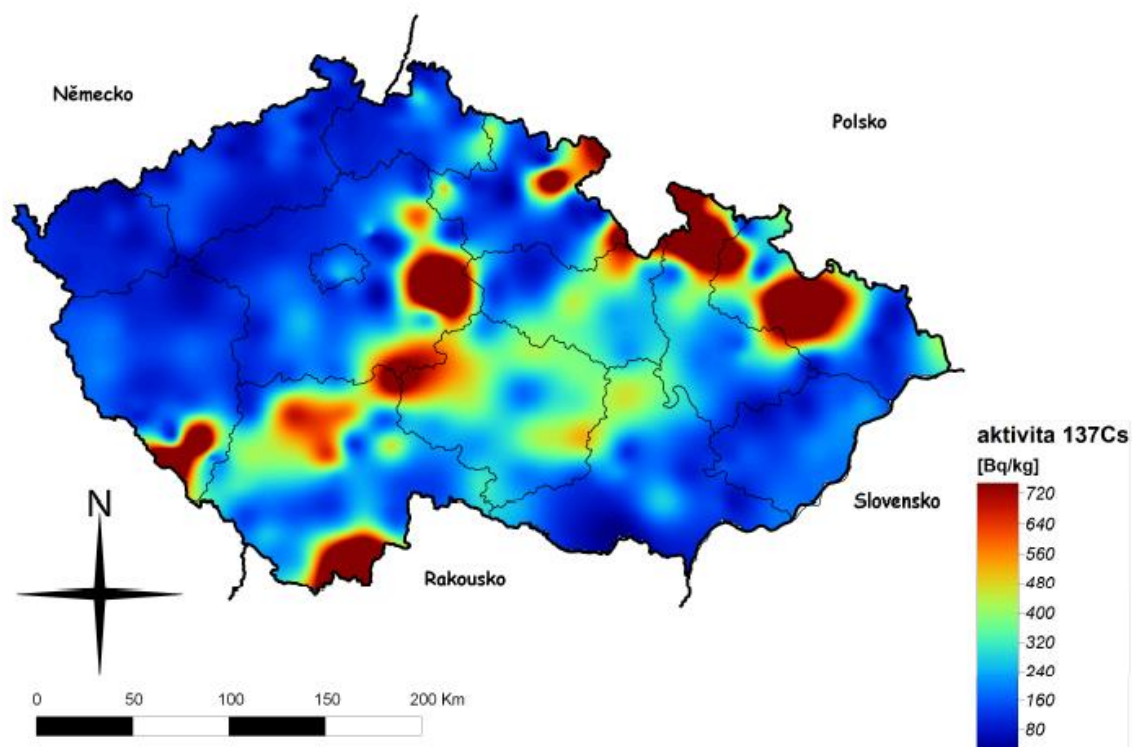 Německo
Polsko
Slovensko
Rakousko
N
0 50 100 150 200 Km
aktivita 137Cs
[Bq/kg]
720
640
560
480
400
320
240
160
80